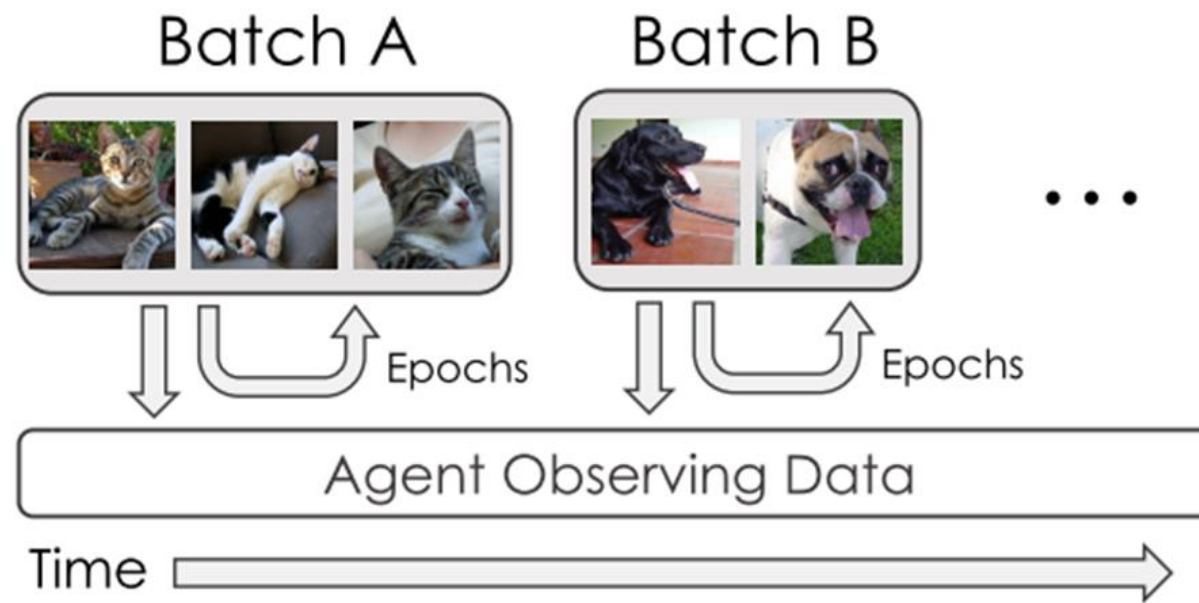 Batch A
Batch B
. . .
Epochs
Epochs
Agent Observing Data
Time